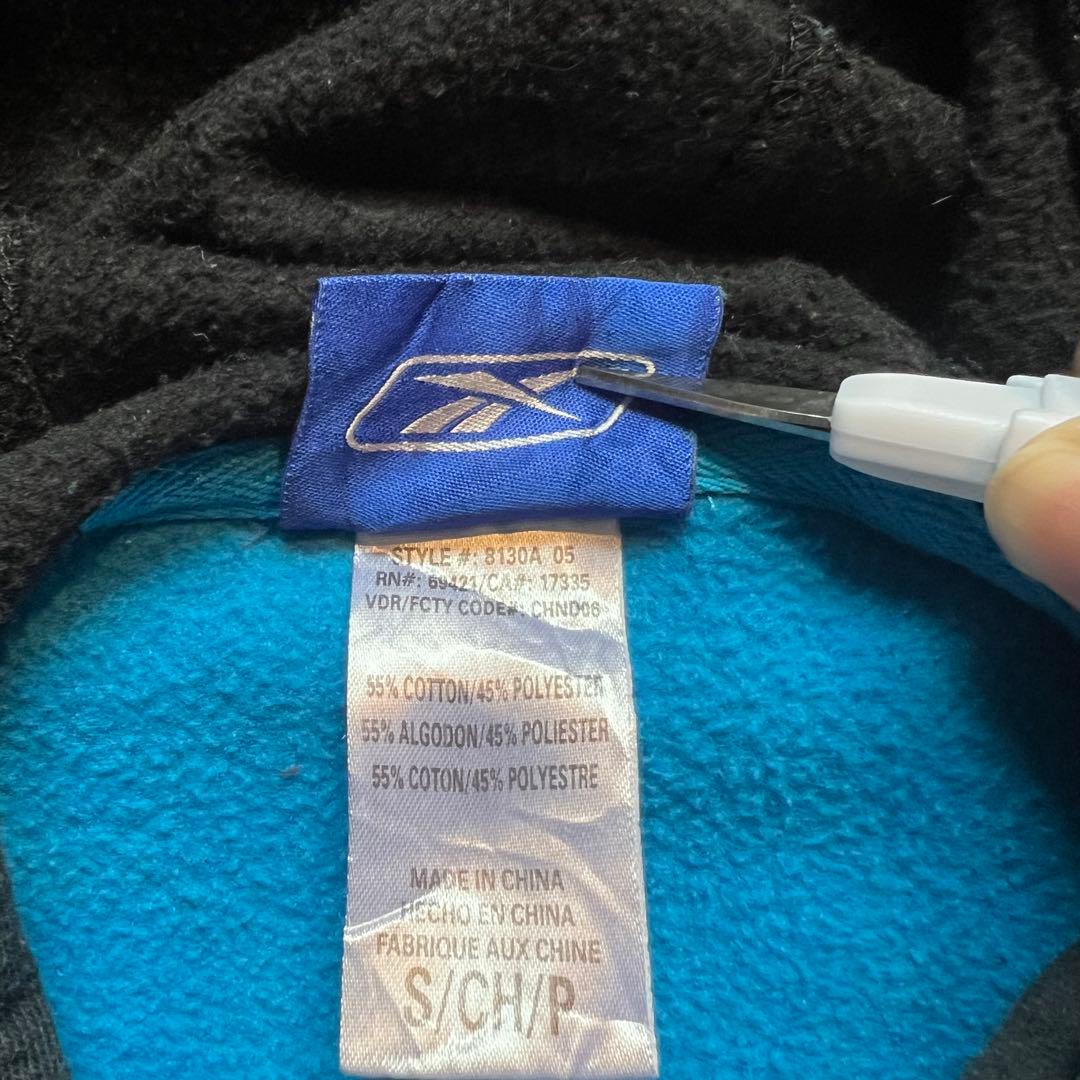 STYLE #: 8130A 05
RN#: 69421/CA#: 17335
VDR/FCTY CODE#: CHND06
55% COTTON/45% POLYESTER
55% ALGODON/45% POLIESTER
55% COTON/45% POLYESTRE
MADE IN CHINA
HECHO EN CHINA
FABRIQUE AUX CHINE
S/CH/P